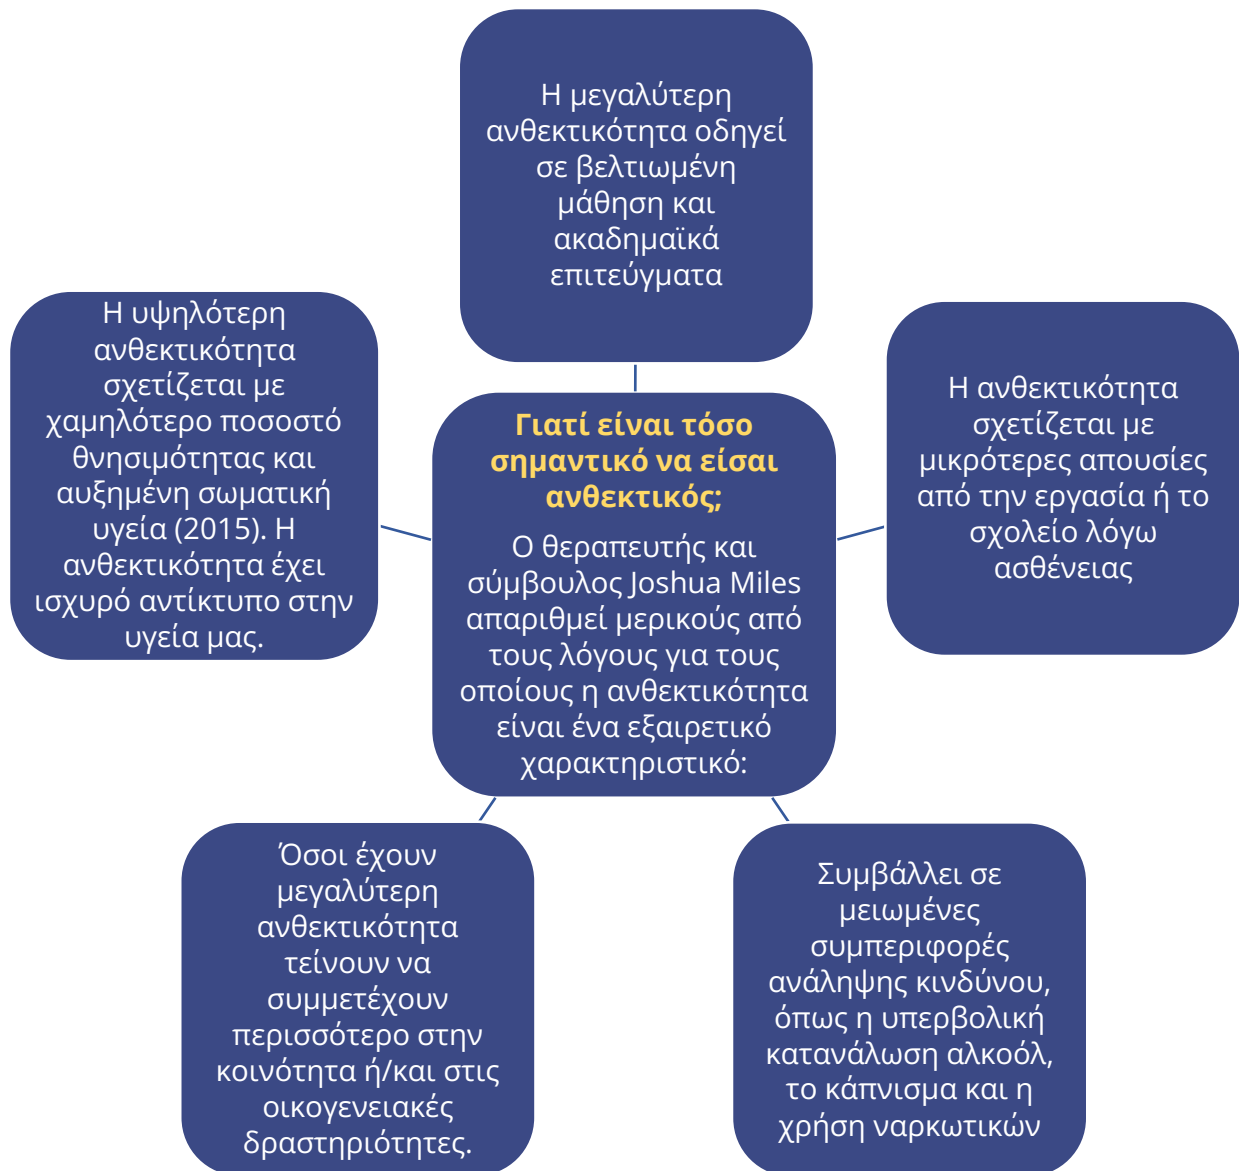 Η μεγαλύτερη
ανθεκτικότητα οδηγεί
σε βελτιωμένη
μάθηση και
ακαδημαϊκά
επιτεύγματα
Η υψηλότερη
ανθεκτικότητα
σχετίζεται με
χαμηλότερο ποσοστό
θνησιμότητας και
αυξημένη σωματική
υγεία (2015). Η
ανθεκτικότητα έχει
ισχυρό αντίκτυπο στην
υγεία μας.
Γιατί είναι τόσο
σημαντικό να είσαι
ανθεκτικός;
Ο θεραπευτής και
σύμβουλος Joshua Miles
απαριθμεί μερικούς από
τους λόγους για τους
οποίους η ανθεκτικότητα
είναι ένα εξαιρετικό
χαρακτηριστικό:
Η ανθεκτικότητα
σχετίζεται με
μικρότερες απουσίες
από την εργασία ή το
σχολείο λόγω
ασθένειας
Όσοι έχουν
μεγαλύτερη
ανθεκτικότητα
τείνουν να
συμμετέχουν
περισσότερο στην
κοινότητα ή/και στις
οικογενειακές
δραστηριότητες.
Συμβάλλει σε
μειωμένες
συμπεριφορές
ανάληψης κινδύνου,
όπως η υπερβολική
κατανάλωση αλκοόλ,
το κάπνισμα και η
χρήση ναρκωτικών